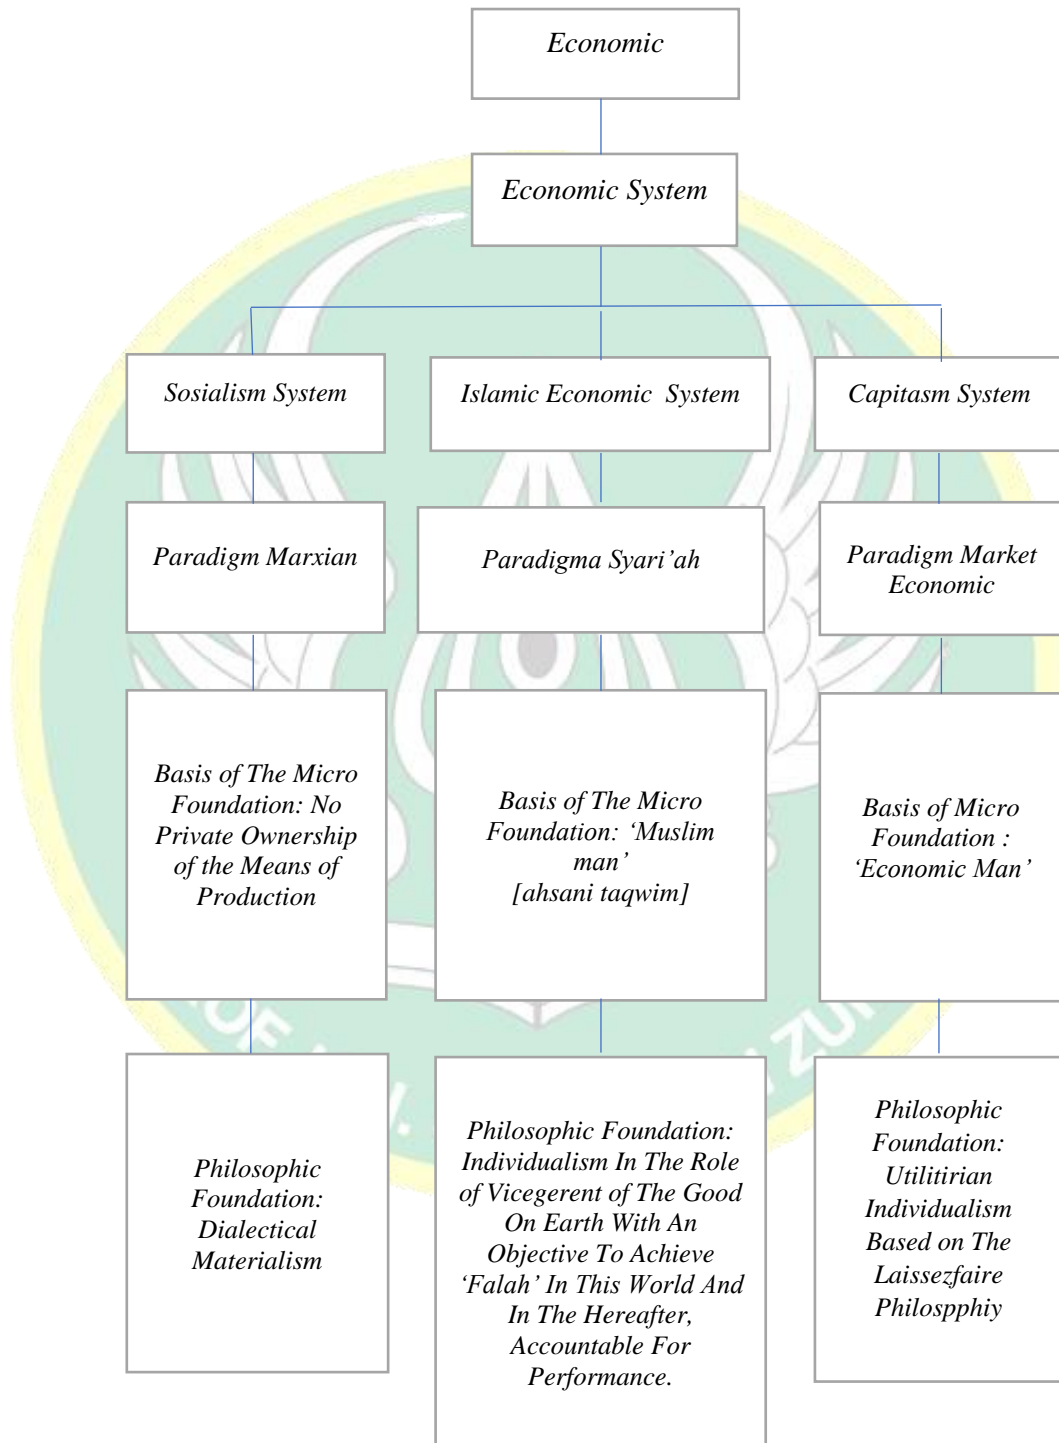 Economic
Economic System
Sosialism System
Islamic Economic System
Capitasm System
Paradigm Marxian
Paradigma Syari’ah
Paradigm Market
Economic
Basis of The Micro
Foundation: No
Private Ownership
of the Means of
Production
Basis of The Micro
Foundation: ‘Muslim
man’
[ahsani taqwim]
Basis of Micro
Foundation :
‘Economic Man’
Philosophic
Foundation:
Dialectical
Materialism
Philosophic Foundation:
Individualism In The Role
of Vicegerent of The Good
On Earth With An
Objective To Achieve
‘Falah’ In This World And
In The Hereafter,
Accountable For
Performance.
Philosophic
Foundation:
Utilitirian
Individualism
Based on The
Laissezfaire
Philospphiy